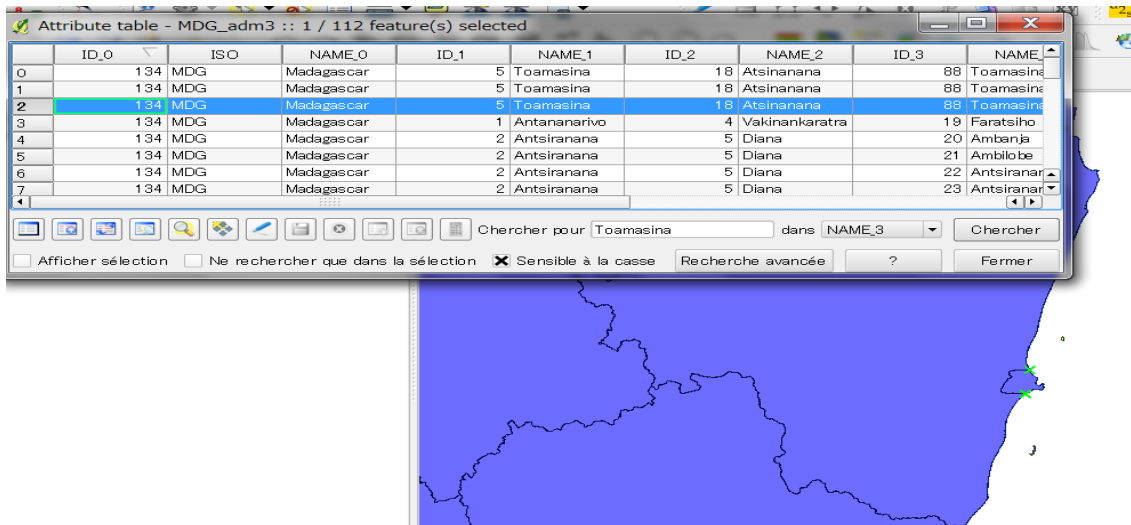 Attribute table - MDG_adm3 :: 1 / 112 feature(s) selected
ID_0 ISO NAME_0 ID_1 NAME_1 ID_2 NAME_2 ID_3 NAME_
0 134 MDG Madagascar 5 Toamasina 18 Atsinanana 88 Toamasina
1 134 MDG Madagascar 5 Toamasina 18 Atsinanana 88 Toamasina
2 134 MDG Madagascar 5 Toamasina 18 Atsinanana 88 Toamasina
3 134 MDG Madagascar 1 Antananarivo 4 Vakinankaratra 19 Faratsiho
4 134 MDG Madagascar 2 Antsiranana 5 Diana 20 Ambanja
5 134 MDG Madagascar 2 Antsiranana 5 Diana 21 Ambilobe
6 134 MDG Madagascar 2 Antsiranana 5 Diana 22 Antsiranar
7 134 MDG Madagascar 2 Antsiranana 5 Diana 23 Antsiranar
Chercher pour Toamasina dans NAME_3 Chercher
Afficher sélection Ne rechercher que dans la sélection Sensible à la casse Recherche avancée ? Fermer